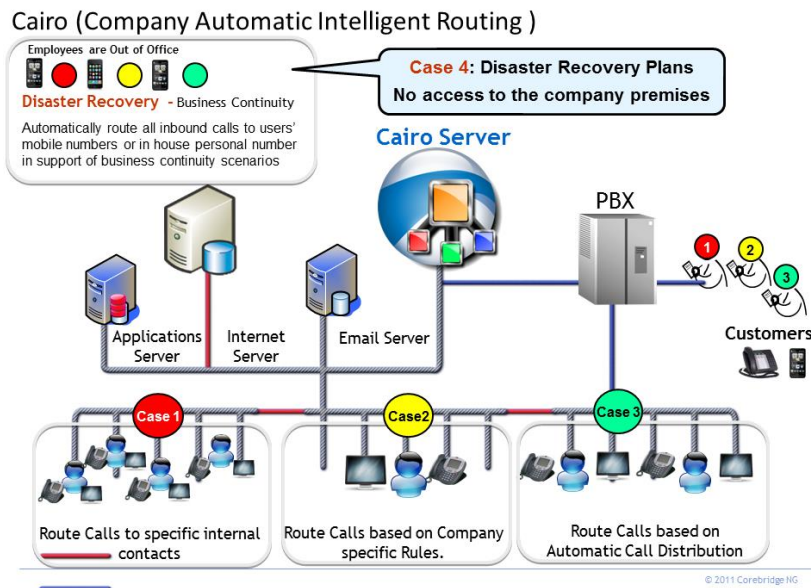 Cairo (Company Automatic Intelligent Routing )
Employees are Out of Office
Disaster Recovery - Business Continuity
Automatically route all inbound calls to users'
mobile numbers or in house personal number
in support of business continuity scenarios
Case 4: Disaster Recovery Plans
No access to the company premises
Cairo Server
PBX
1
2
3
Customers
Applications
Server
Internet
Server
Email Server
Case 1
Case2
Case 3
Route Calls to specific internal
contacts
Route Calls based on Company
specific Rules.
Route Calls based on
Automatic Call Distribution
© 2011 Corebridge NG